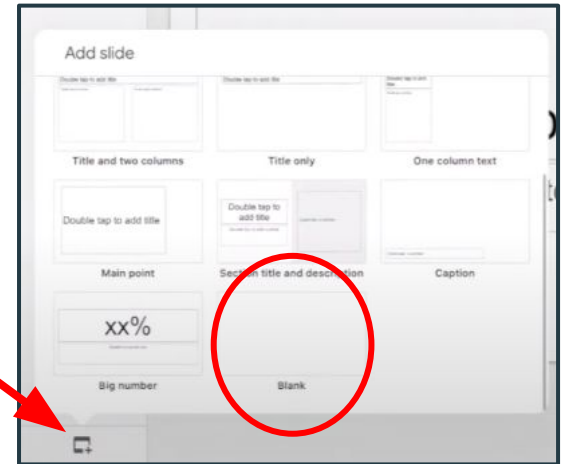 Add slide
Double tap to add title
Double tap to add title
Double tap to add title
Title and two columns
Title only
One column text
Double tap to add title
Double tap to add title
Main point
Section title and description
Caption
xx%
Big number
Blank